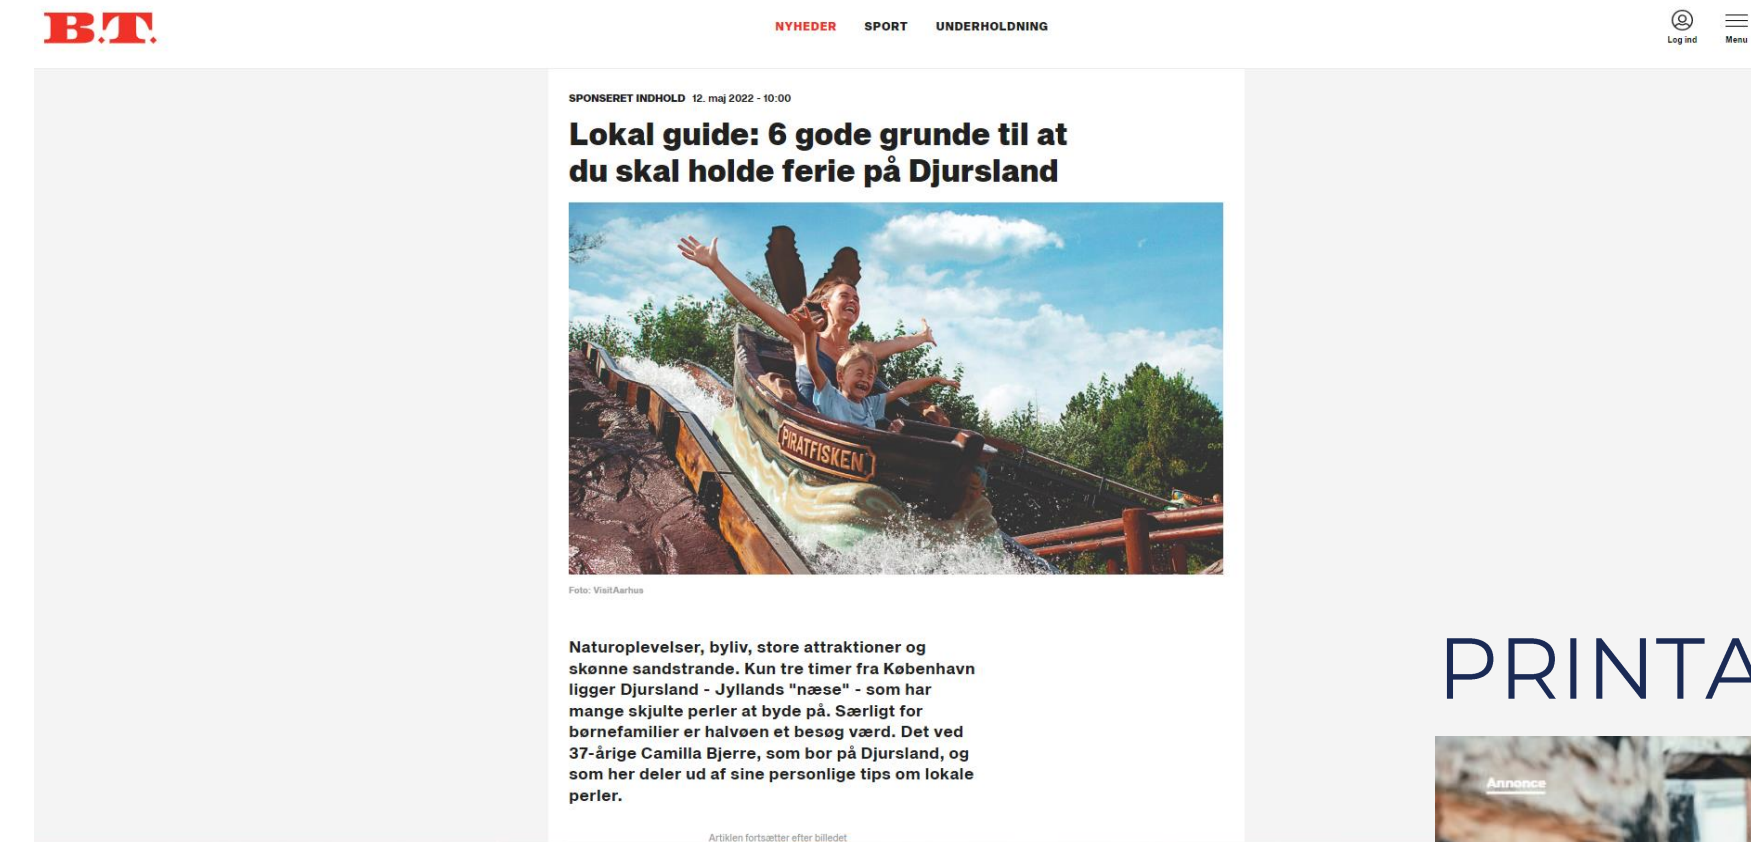 B.T.
NYHEDER SPORT UNDERHOLDNING
Log ind Menu
SPONSERET INDHOLD 12. maj 2022 - 10:00
Lokal guide: 6 gode grunde til at
du skal holde ferie på Djursland
PIRATFISKEN
Foto: VisitAarhus
Naturoplevelser, byliv, store attraktioner og
skønne sandstrande. Kun tre timer fra København
ligger Djursland - Jyllands "næse" - som har
mange skjulte perler at byde på. Særligt for
børnefamilier er halvøen et besøg værd. Det ved
37-årige Camilla Bjerre, som bor på Djursland, og
som her deler ud af sine personlige tips om lokale
perler.
Artiklen fortsætter efter billedet
PRINTA
Annonce